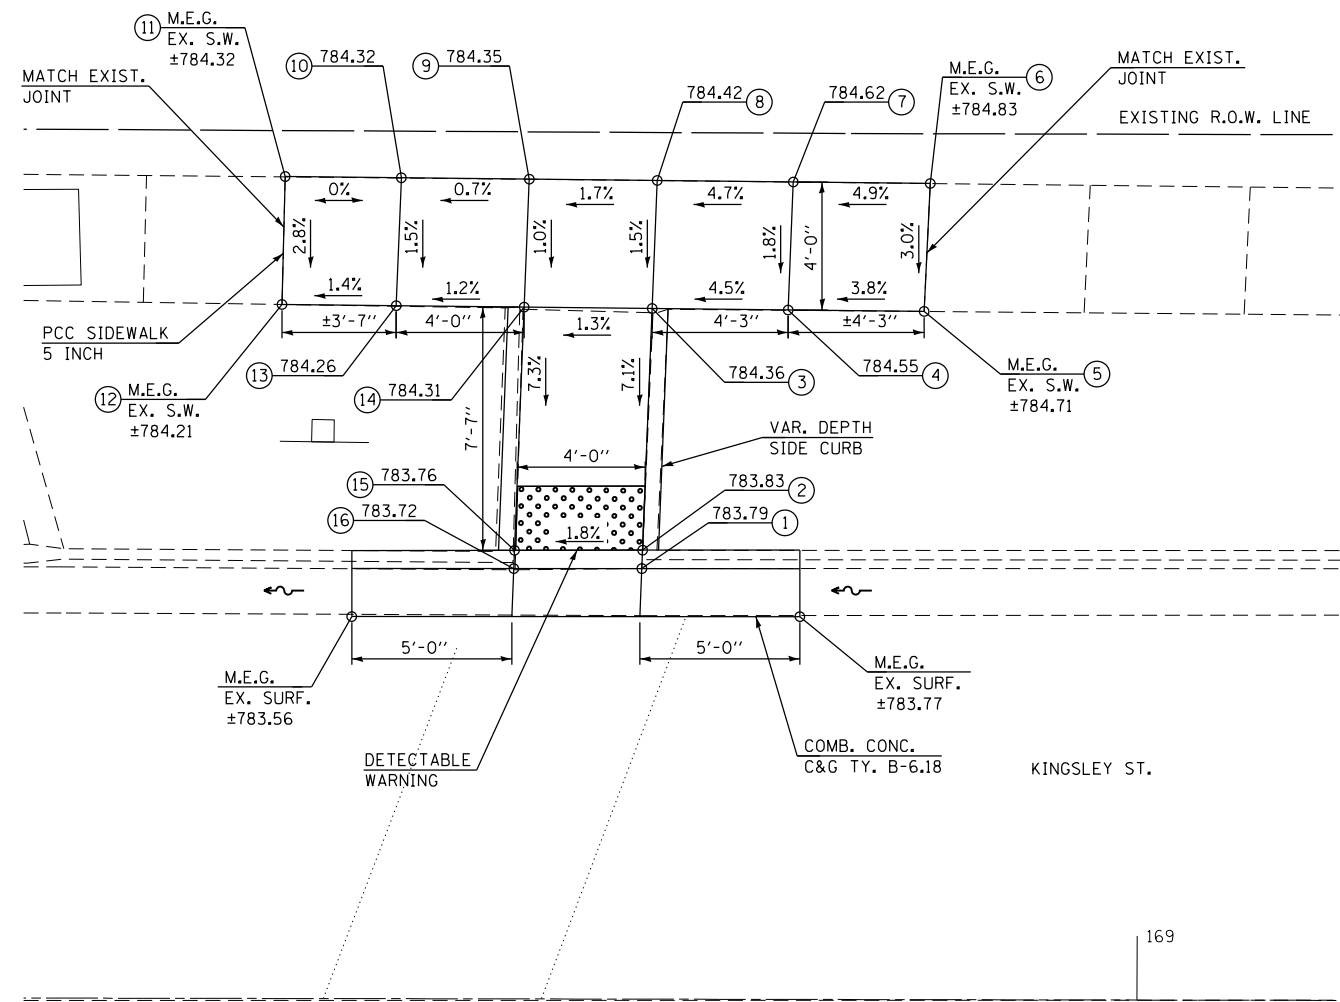 11 M.E.G.
EX. S.W.
±784.32
10 784.32
9 784.35
784.42 8
784.62 7
M.E.G. 6
EX. S.W.
±784.83
MATCH EXIST.
JOINT
MATCH EXIST.
JOINT
EXISTING R.O.W. LINE
0% 0.7% 1.7% 4.7% 4.9%
2.8% 1.5% 1.0% 1.5% 1.8% 4'-0" 3.0%
1.4% 1.2% 4.5% 3.8%
±3'-7" 4'-0" 1.3% 4'-3" ±4'-3"
PCC SIDEWALK
5 INCH
13 784.26
14 784.31
7.3% 7.1%
784.36 3
784.55 4
M.E.G. 5
EX. S.W.
±784.71
12 M.E.G.
EX. S.W.
±784.21
7'-7"
VAR. DEPTH
SIDE CURB
4'-0"
15 783.76
783.83 2
16 783.72
783.79 1
1.8%
5'-0" 5'-0"
M.E.G.
EX. SURF.
±783.56
M.E.G.
EX. SURF.
±783.77
DETECTABLE
WARNING
COMB. CONC.
C&G TY. B-6.18
KINGSLEY ST.
169